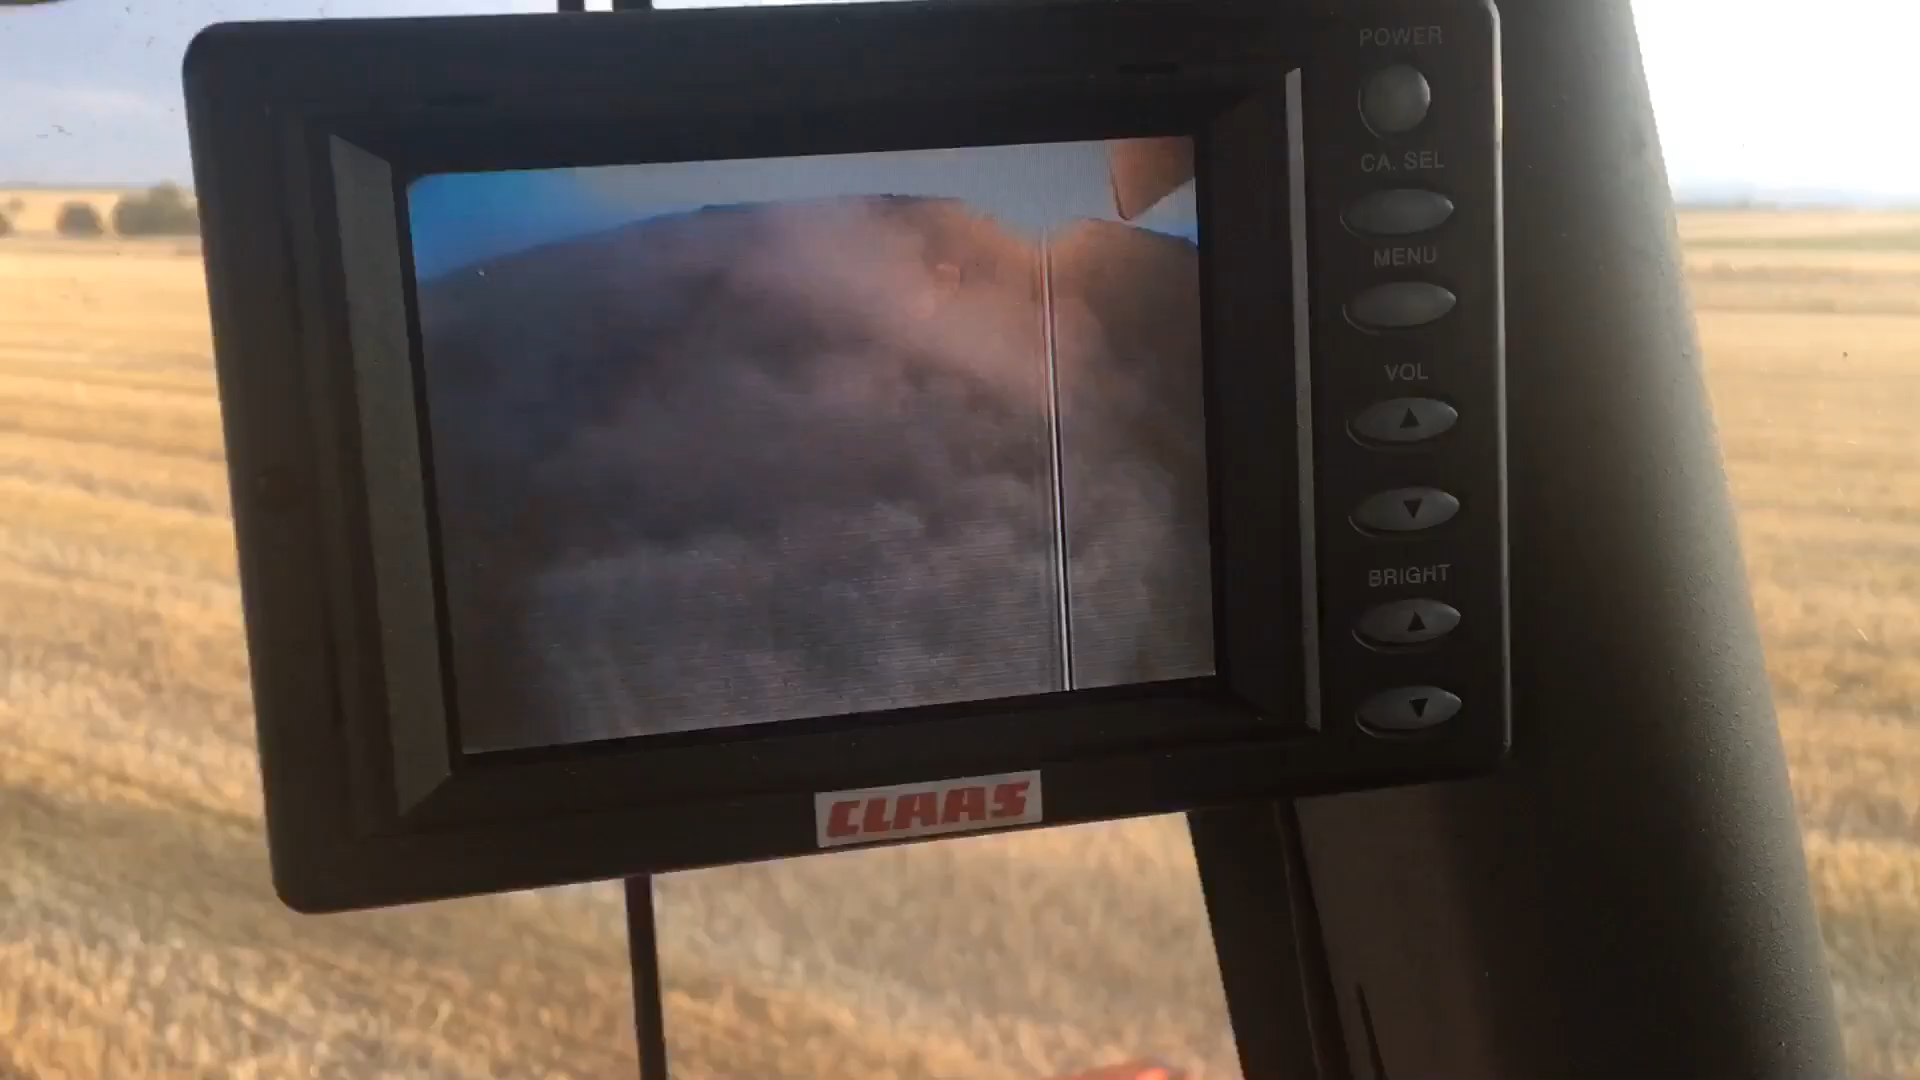 POWER
CA. SEL
MENU
VOL
▲
▼
BRIGHT
▲
▼
CLAAS